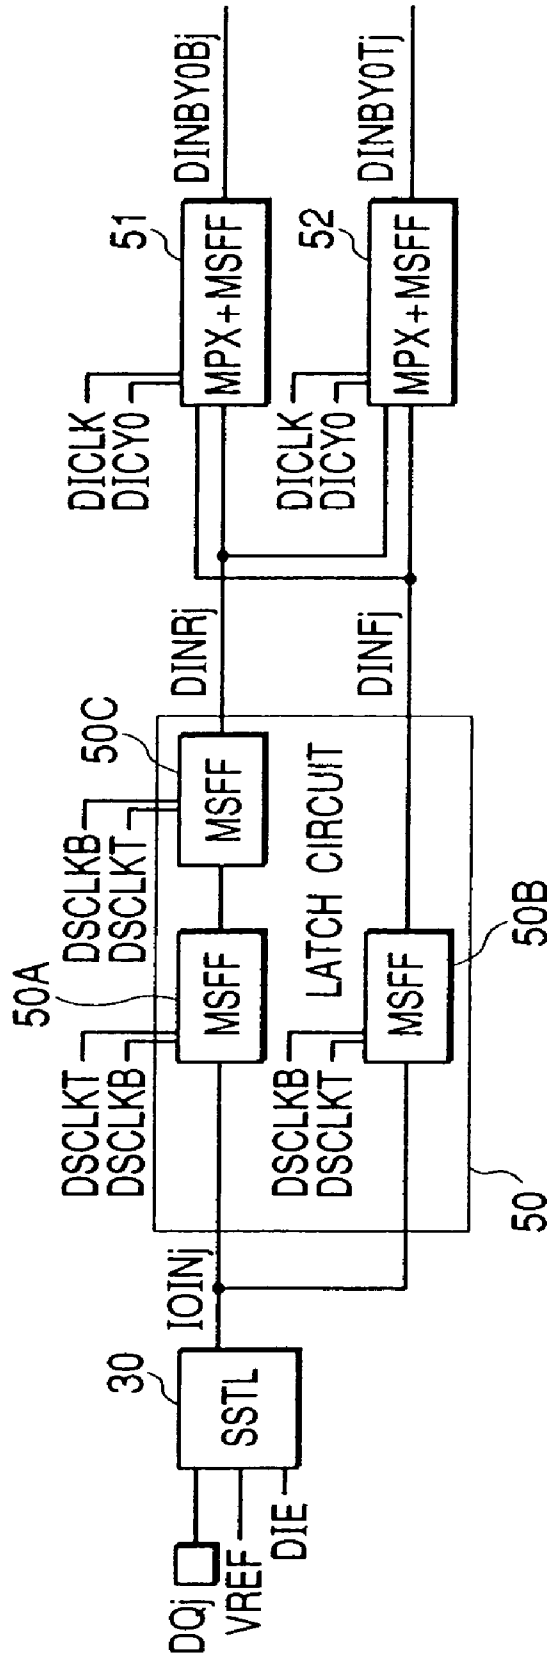 DQj
VREF
DIE
30
SSTL
IOINj
DSCLKT
DSCLKB
50A
MSFF
DSCLKB
DSCLKT
50C
MSFF
LATCH CIRCUIT
DSCLKB
DSCLKT
MSFF
50B
50
DINRj
DINFj
DICLK
DICY0
51
MPX+MSFF
DINBY0Bj
DICLK
DICY0
52
MPX+MSFF
DINBY0Tj